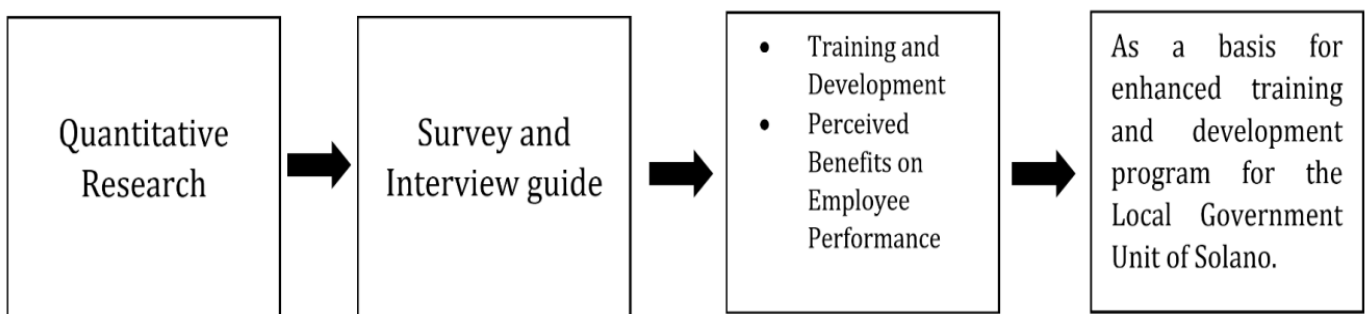 Quantitative
Research
Survey and
Interview guide
• Training and
Development
• Perceived
Benefits on
Employee
Performance
As a basis for
enhanced training
and development
program for the
Local Government
Unit of Solano.